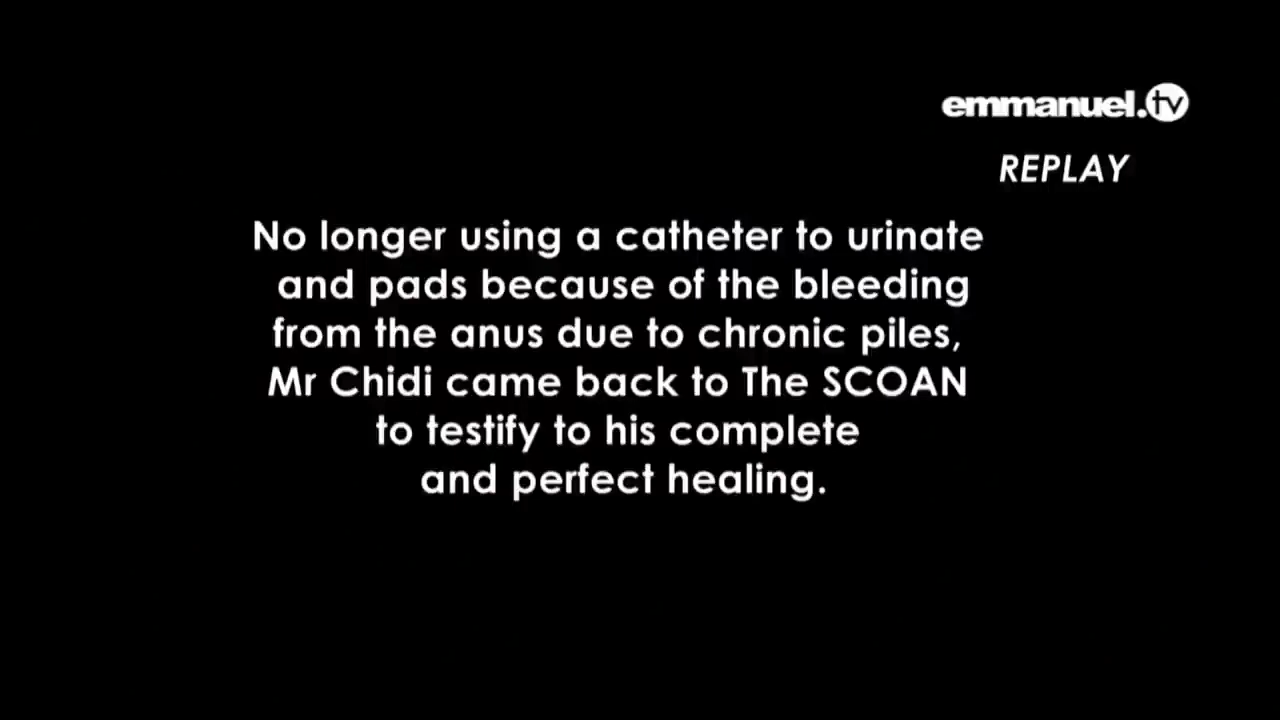 emmanuel.tv
REPLAY
No longer using a catheter to urinate
and pads because of the bleeding
from the anus due to chronic piles,
Mr Chidi came back to The SCOAN
to testify to his complete
and perfect healing.